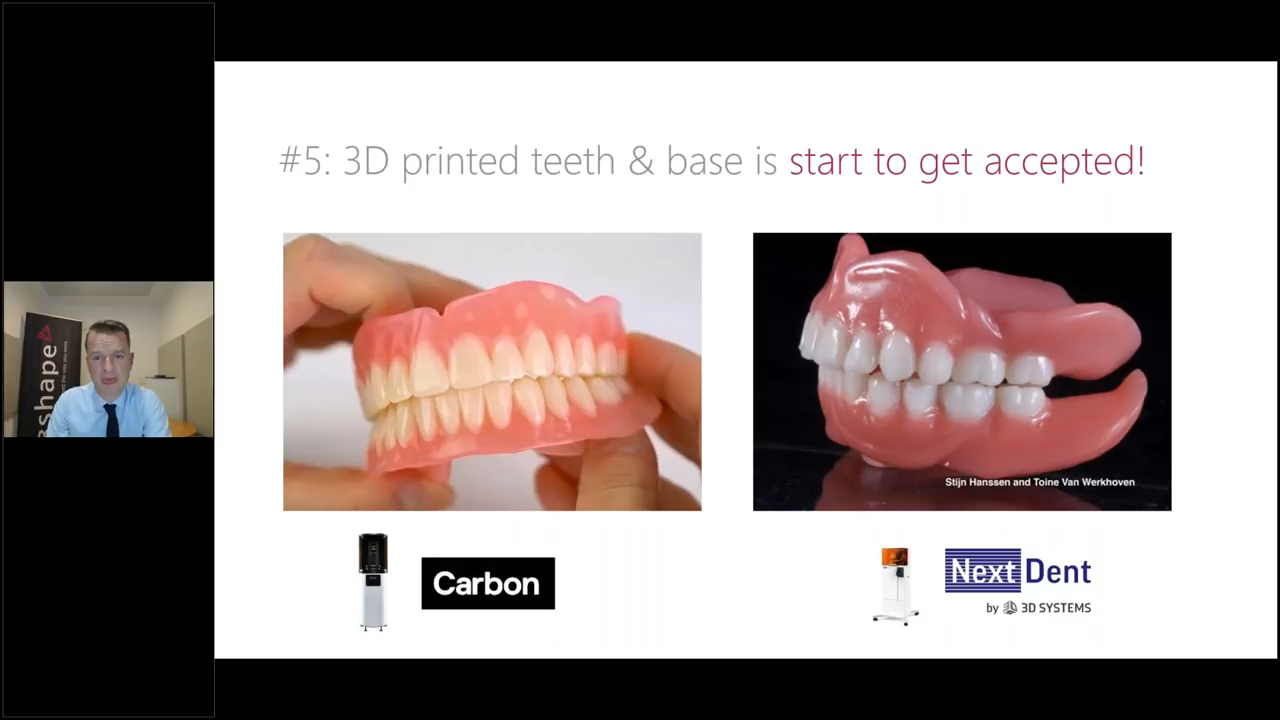 #5: 3D printed teeth & base is start to get accepted!
shape
Stijn Hanssen and Toine Van Werkhoven
Carbon
NextDent
by 3D SYSTEMS